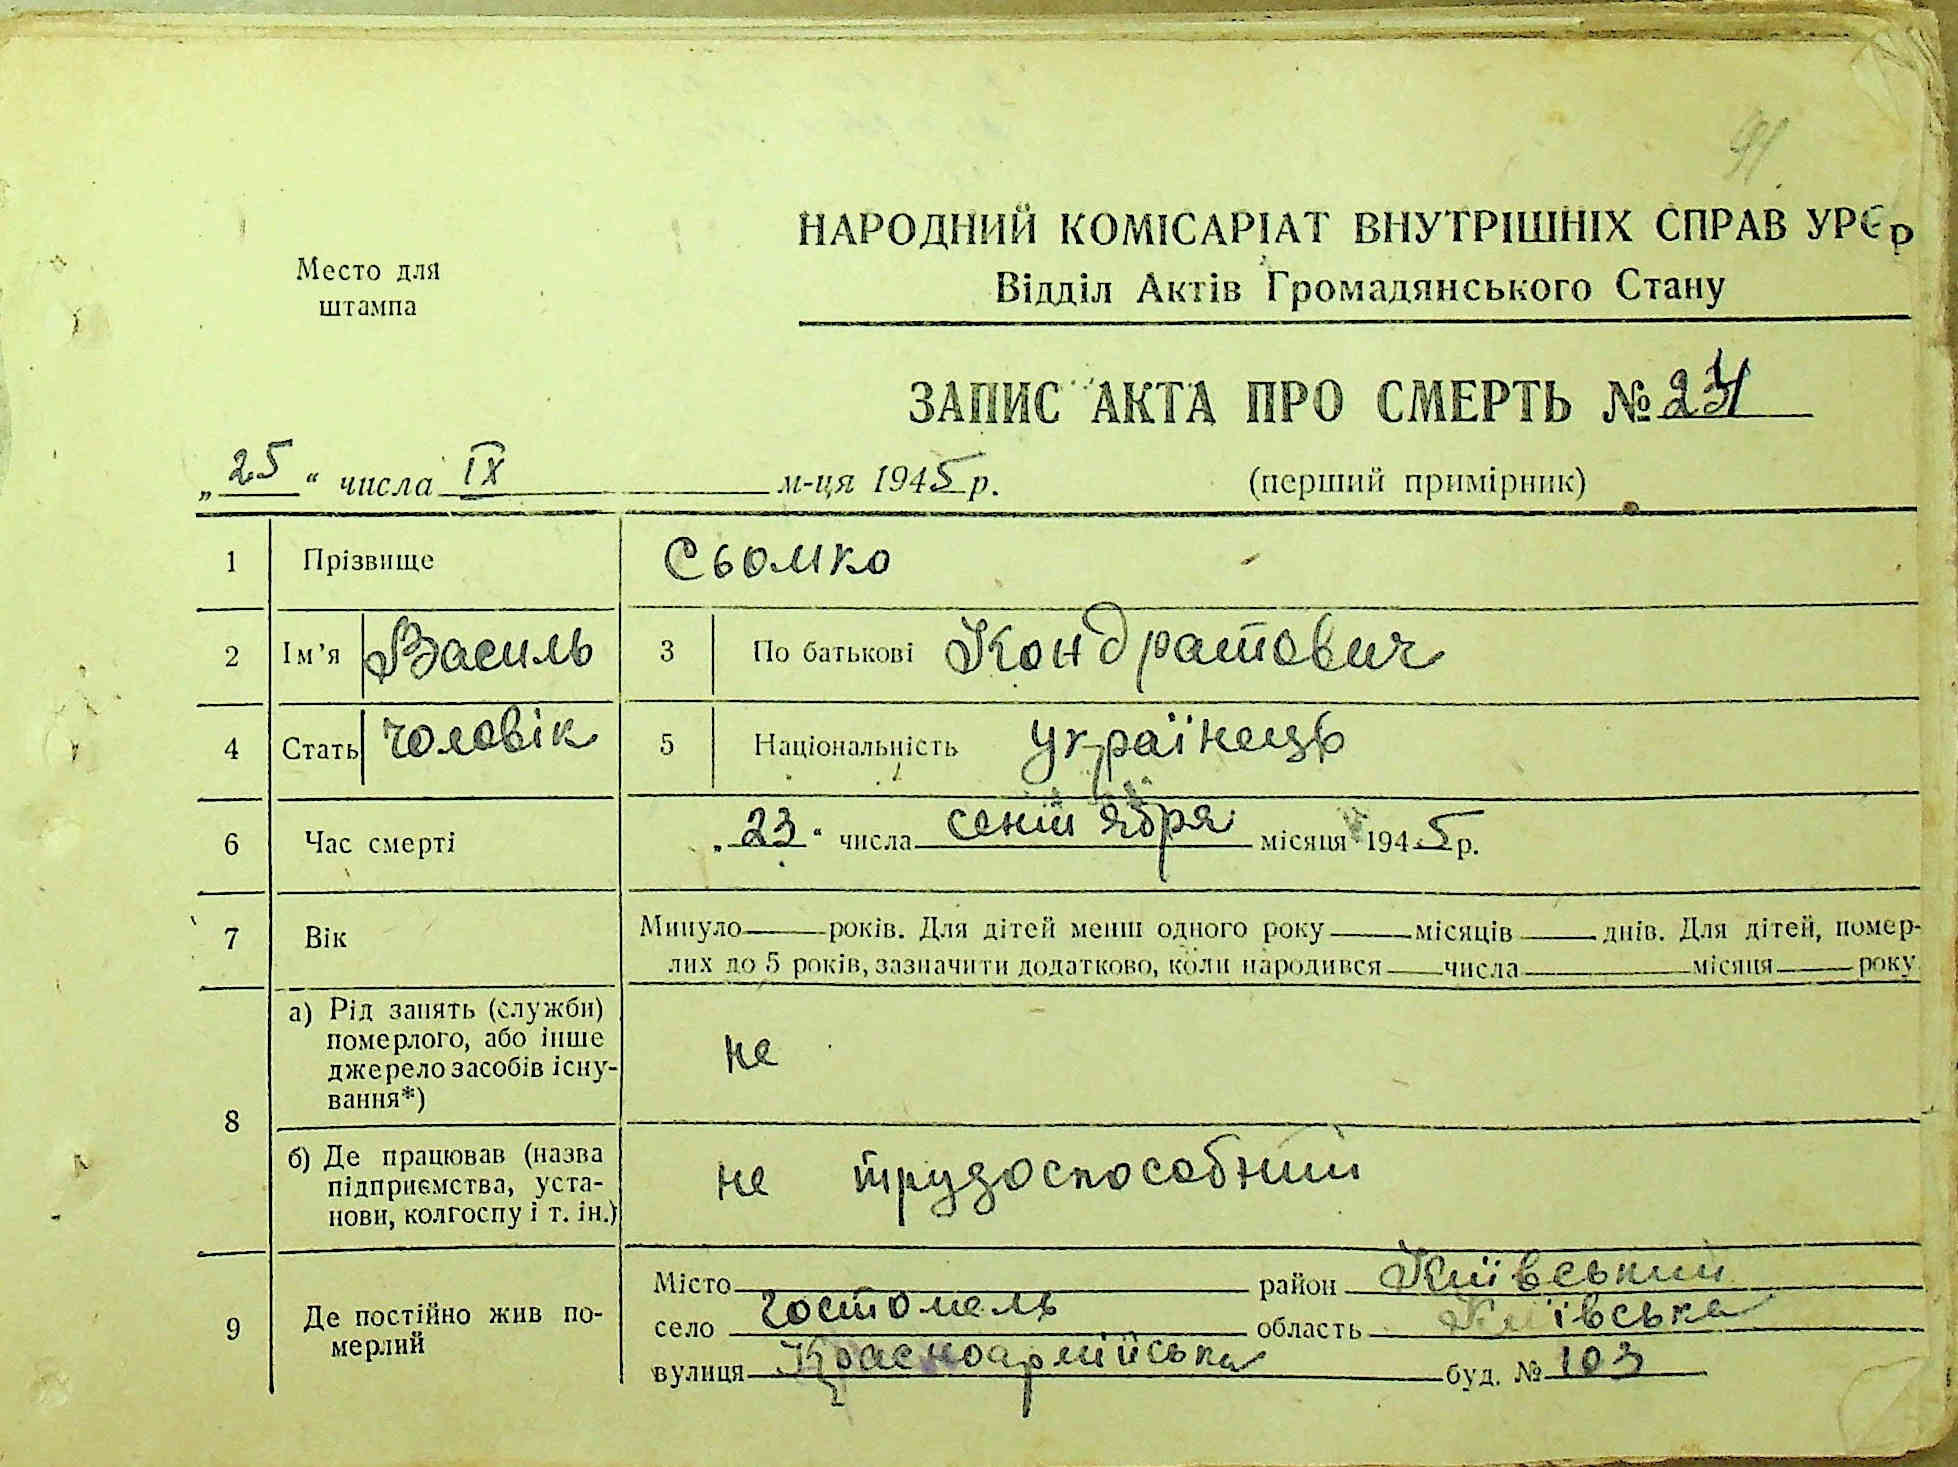 91
НАРОДНИЙ КОМІСАРІАТ ВНУТРІШНІХ СПРАВ УРСР
Место для
штампа
Відділ Актів Громадянського Стану
ЗАПИС АКТА ПРО СМЕРТЬ №
„25“ числа IX м-ця 1945 р. (перший примірник)
1 Прізвище Сьомко
2 Ім’я Василь 3 По батькові Кондратович
4 Стать чоловік 5 Національність українець
6 Час смерті „23“ числа сентября місяця 1945 р.
7 Вік Минуло — років. Для дітей менш одного року — місяців — днів. Для дітей, помер-
лих до 5 років, зазначити додатково, коли народився — числа — місяця — року
8 а) Рід занять (служби)
померлого, або інше
джерело засобів існу-
вання*)
не
б) Де працював (назва
підприємства, уста-
нови, колгоспу і т. ін.)
не трудоспособний
9 Де постійно жив по-
мерлий
Місто район Київський
село Гостомель область Київська
вулиця Красноармійська буд. № 103